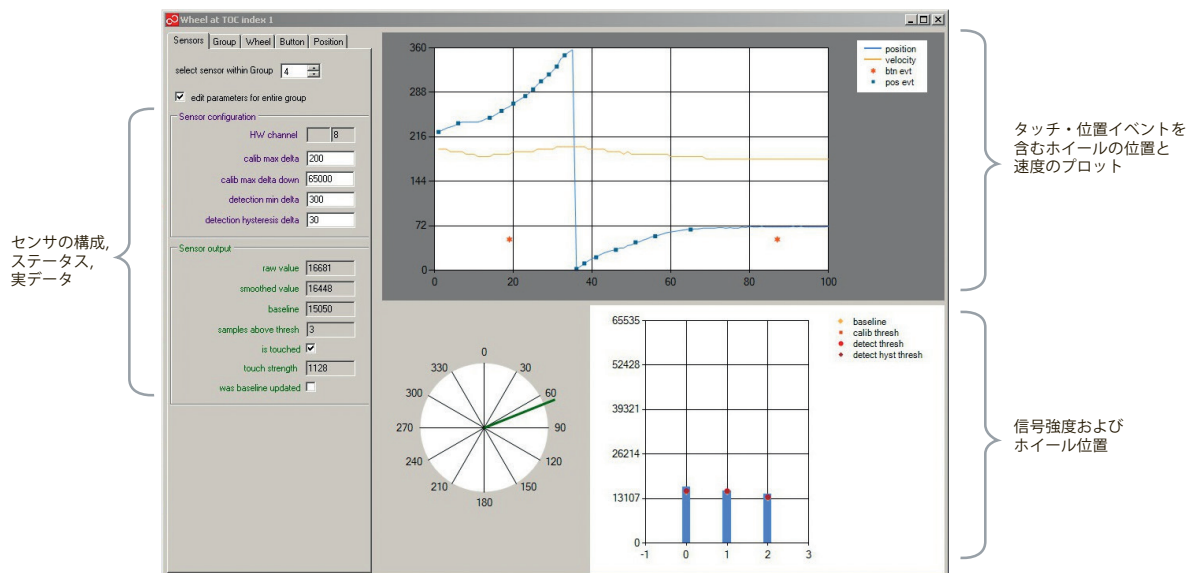 Wheel at TOC index 1
Sensors Group Wheel Button Position
select sensor within Group 4
edit parameters for entire group
Sensor configuration
HW channel 8
calib max delta 200
calib max delta down 65000
detection min delta 300
detection hysteresis delta 30
Sensor output
raw value 16681
smoothed value 16448
baseline 15050
samples above thresh 3
is touched
touch strength 1128
was baseline updated
センサの構成,
ステータス,
実データ
360
288
216
144
72
0
0 20 40 60 80 100
position
velocity
btn evt
pos evt
タッチ・位置イベントを
含むホイールの位置と
速度のプロット
0
30
60
90
120
150
180
210
240
270
300
330
65535
52428
39321
26214
13107
0
-1 0 1 2 3
baseline
calib thresh
detect thresh
detect hyst thresh
信号強度および
ホイール位置